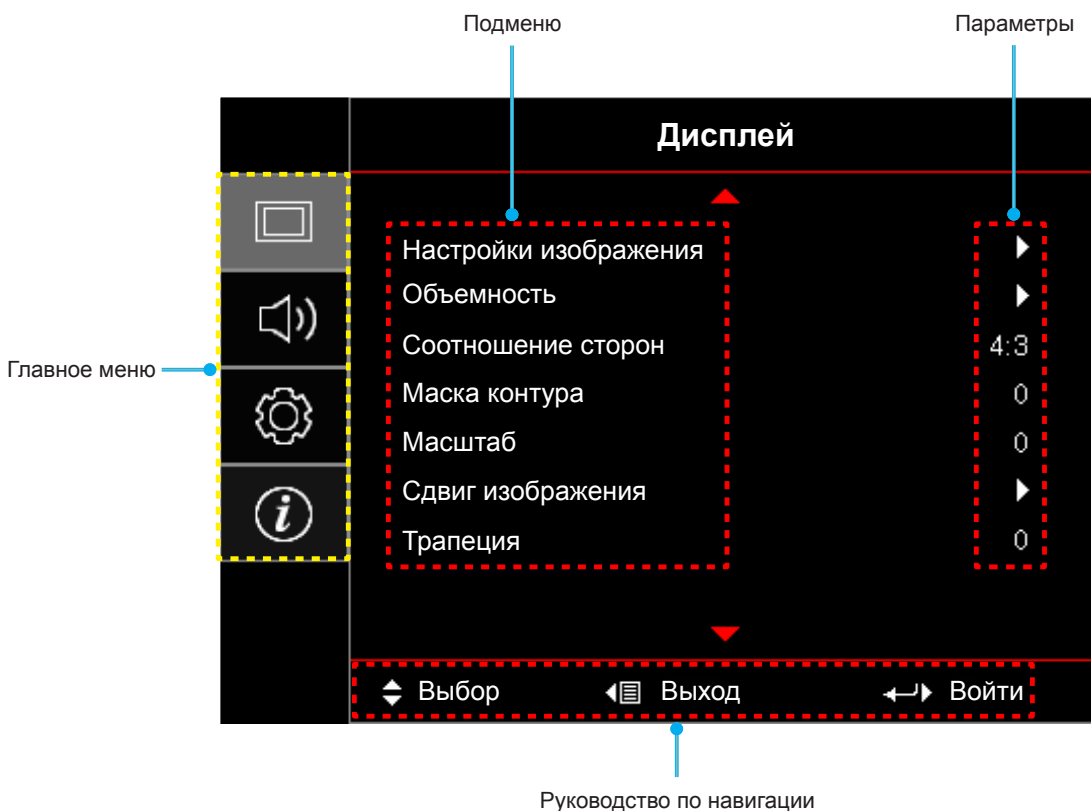 Подменю
Параметры
Дисплей
Настройки изображения
Объемность
Соотношение сторон 4:3
Маска контура 0
Масштаб 0
Сдвиг изображения
Трапеция 0
Главное меню
i
Выбор Выход Войти
Руководство по навигации